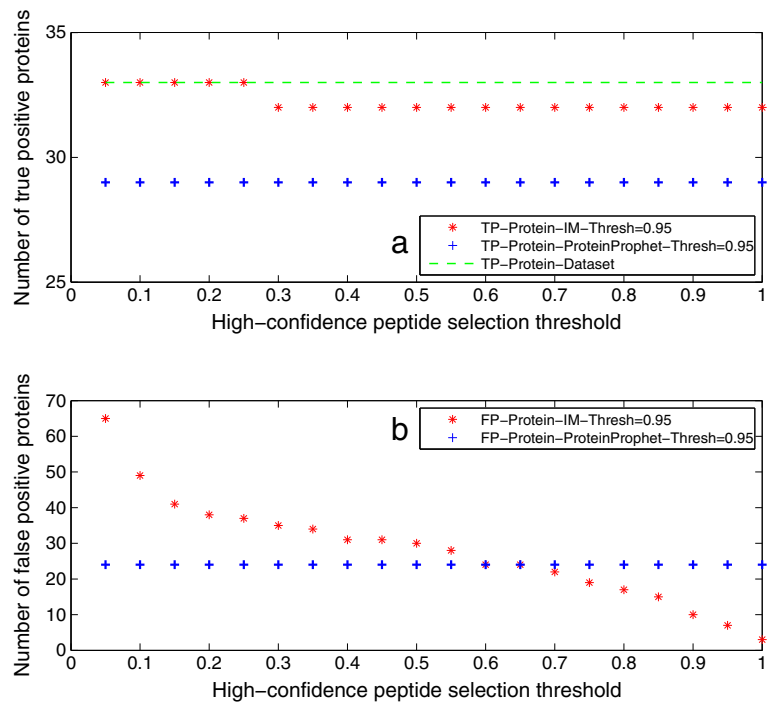 35
30
25
Number of true positive proteins
a
TP−Protein−IM−Thresh=0.95
TP−Protein−ProteinProphet−Thresh=0.95
TP−Protein−Dataset
0 0.1 0.2 0.3 0.4 0.5 0.6 0.7 0.8 0.9 1
High−confidence peptide selection threshold
70
60
50
40
30
20
10
0
Number of false positive proteins
b
FP−Protein−IM−Thresh=0.95
FP−Protein−ProteinProphet−Thresh=0.95
0 0.1 0.2 0.3 0.4 0.5 0.6 0.7 0.8 0.9 1
High−confidence peptide selection threshold